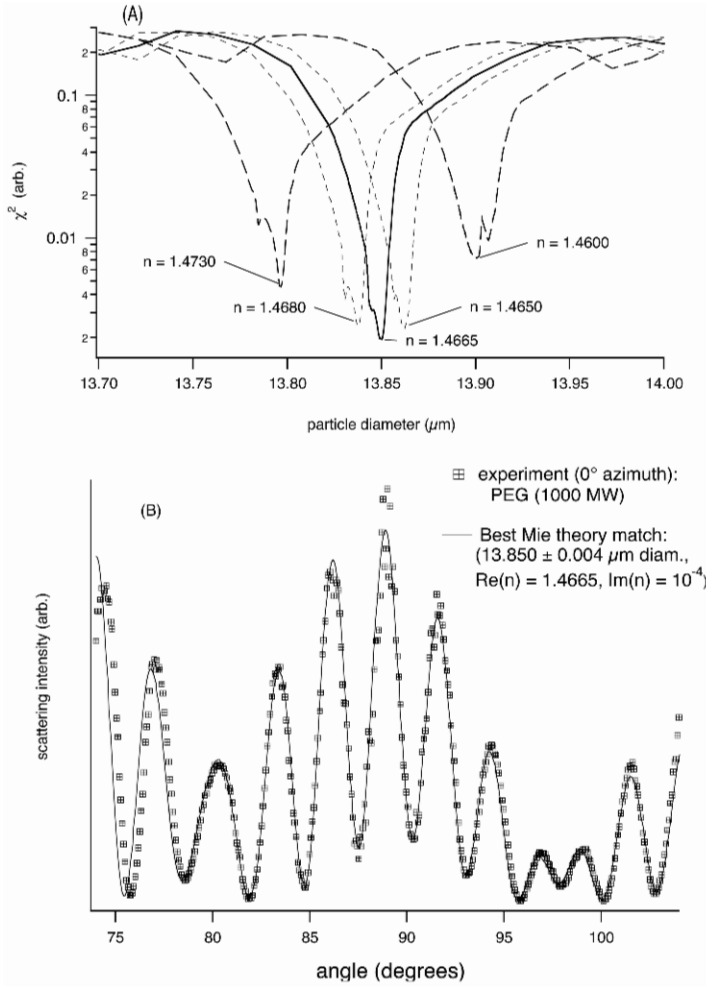 (A)
2
0.1
8
6
4
2
0.01
8
6
4
2
χ² (arb.)
n = 1.4730
n = 1.4680
n = 1.4665
n = 1.4650
n = 1.4600
13.70 13.75 13.80 13.85 13.90 13.95 14.00
particle diameter (µm)
(B)
experiment (0° azimuth):
PEG (1000 MW)
Best Mie theory match:
(13.850 ± 0.004 µm diam.,
Re(n) = 1.4665, Im(n) = 10⁻⁴)
scattering intensity (arb.)
75 80 85 90 95 100
angle (degrees)